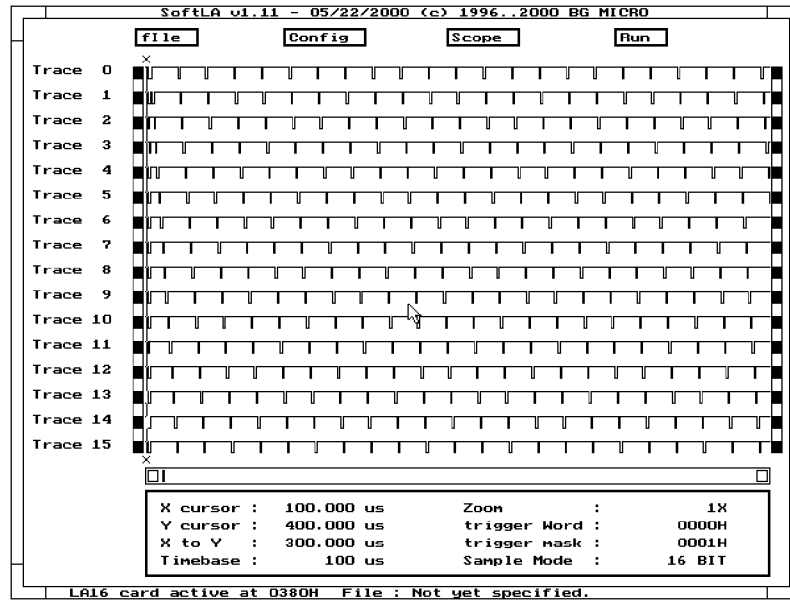 SoftLA v1.11 - 05/22/2000 (c) 1996..2000 BG MICRO
fIle Config Scope Run
Trace 0
Trace 1
Trace 2
Trace 3
Trace 4
Trace 5
Trace 6
Trace 7
Trace 8
Trace 9
Trace 10
Trace 11
Trace 12
Trace 13
Trace 14
Trace 15
X cursor : 100.000 us Zoom : 1X
Y cursor : 400.000 us trigger Word : 0000H
X to Y : 300.000 us trigger mask : 0001H
Timebase : 100 us Sample Mode : 16 BIT
LA16 card active at 0380H File : Not yet specified.